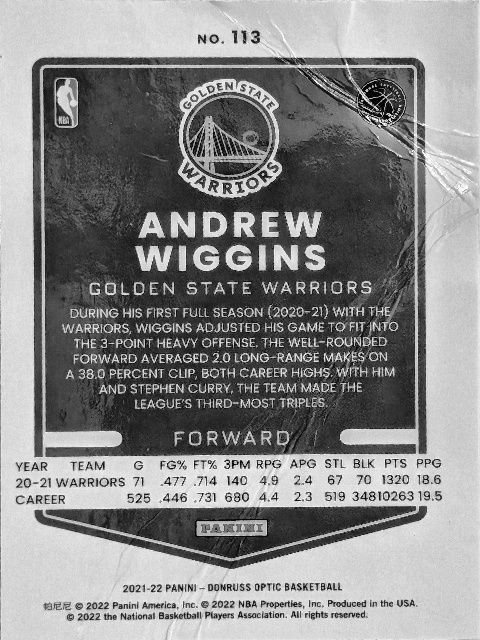 NO. 113
NBA
GOLDEN STATE
WARRIORS
ANDREW
WIGGINS
GOLDEN STATE WARRIORS
DURING HIS FIRST FULL SEASON (2020-21) WITH THE
WARRIORS, WIGGINS ADJUSTED HIS GAME TO FIT INTO
THE 3-POINT HEAVY OFFENSE. THE WELL-ROUNDED
FORWARD AVERAGED 2.0 LONG-RANGE MAKES ON
A 38.0 PERCENT CLIP, BOTH CAREER HIGHS. WITH HIM
AND STEPHEN CURRY, THE TEAM MADE THE
LEAGUE'S THIRD-MOST TRIPLES.
FORWARD
YEAR TEAM G FG% FT% 3PM RPG APG STL BLK PTS PPG
20-21 WARRIORS 71 .477 .714 140 4.9 2.4 67 70 1320 18.6
CAREER 525 .446 .731 680 4.4 2.3 519 348 10263 19.5
PANINI
2021-22 PANINI – DONRUSS OPTIC BASKETBALL
帕尼尼 © 2022 Panini America, Inc. © 2022 NBA Properties, Inc. Produced in the USA.
© 2022 the National Basketball Players Association. All rights reserved.